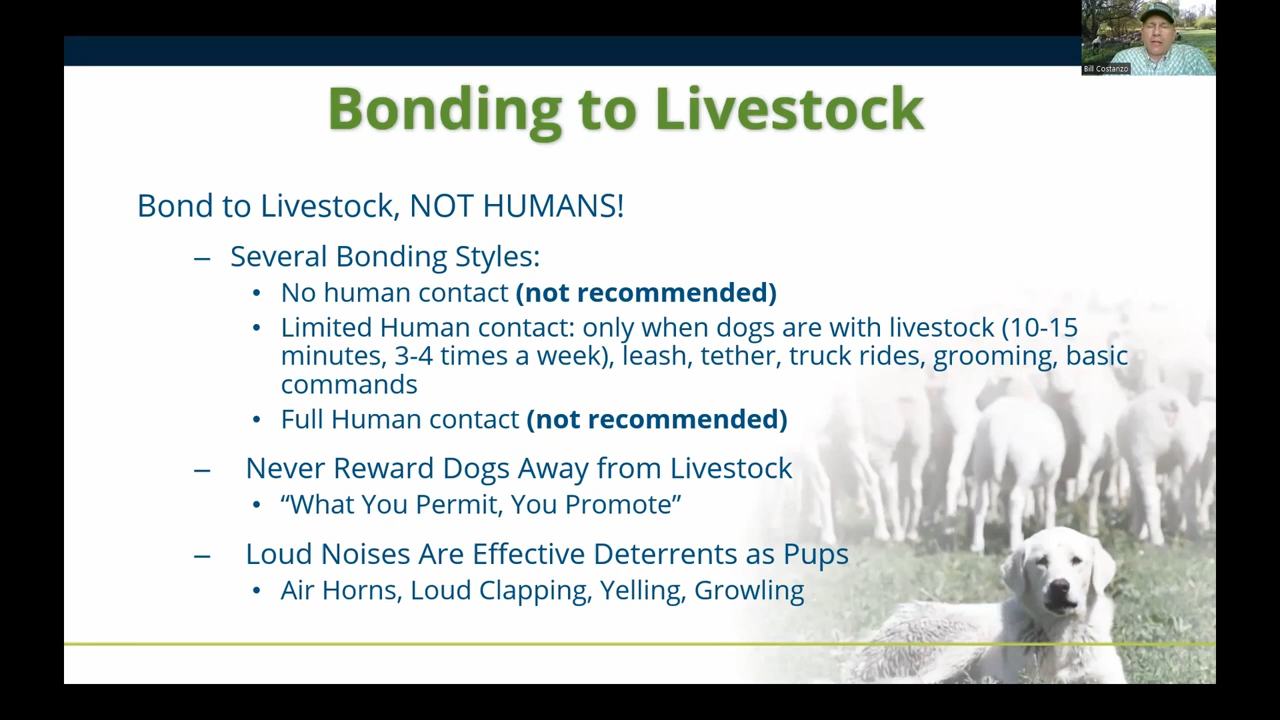 Bill Costanzo
Bonding to Livestock
Bond to Livestock, NOT HUMANS!
– Several Bonding Styles:
• No human contact (not recommended)
• Limited Human contact: only when dogs are with livestock (10-15
minutes, 3-4 times a week), leash, tether, truck rides, grooming, basic
commands
• Full Human contact (not recommended)
– Never Reward Dogs Away from Livestock
• “What You Permit, You Promote”
– Loud Noises Are Effective Deterrents as Pups
• Air Horns, Loud Clapping, Yelling, Growling